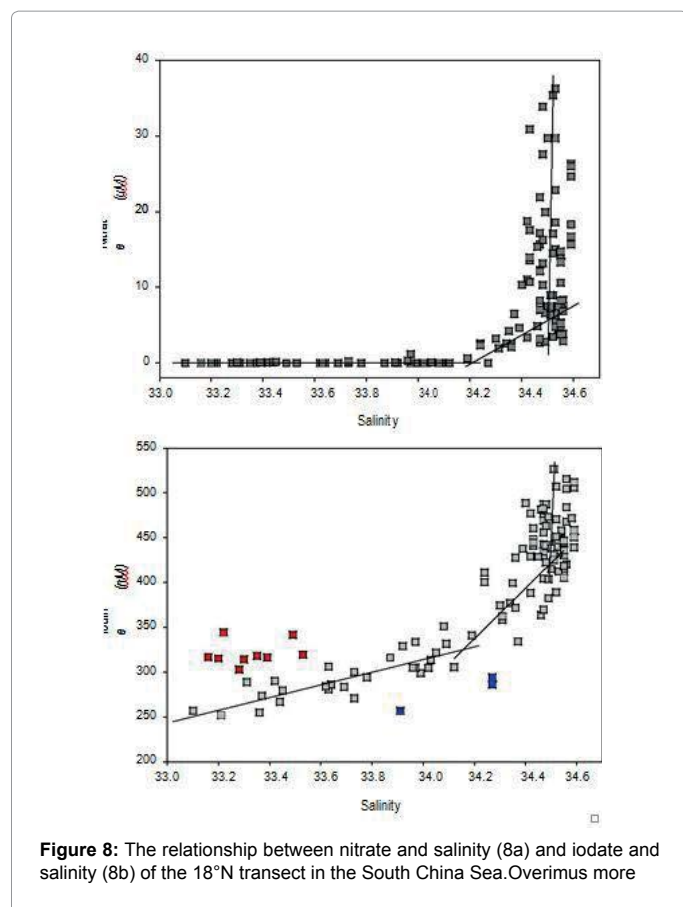 40
30
20
10
0
e (uM)
33.0 33.2 33.4 33.6 33.8 34.0 34.2 34.4 34.6
Salinity
550
500
450
400
350
300
250
200
e
33.0 33.2 33.4 33.6 33.8 34.0 34.2 34.4 34.6
Salinity
Figure 8: The relationship between nitrate and salinity (8a) and iodate and
salinity (8b) of the 18°N transect in the South China Sea.Overimus more